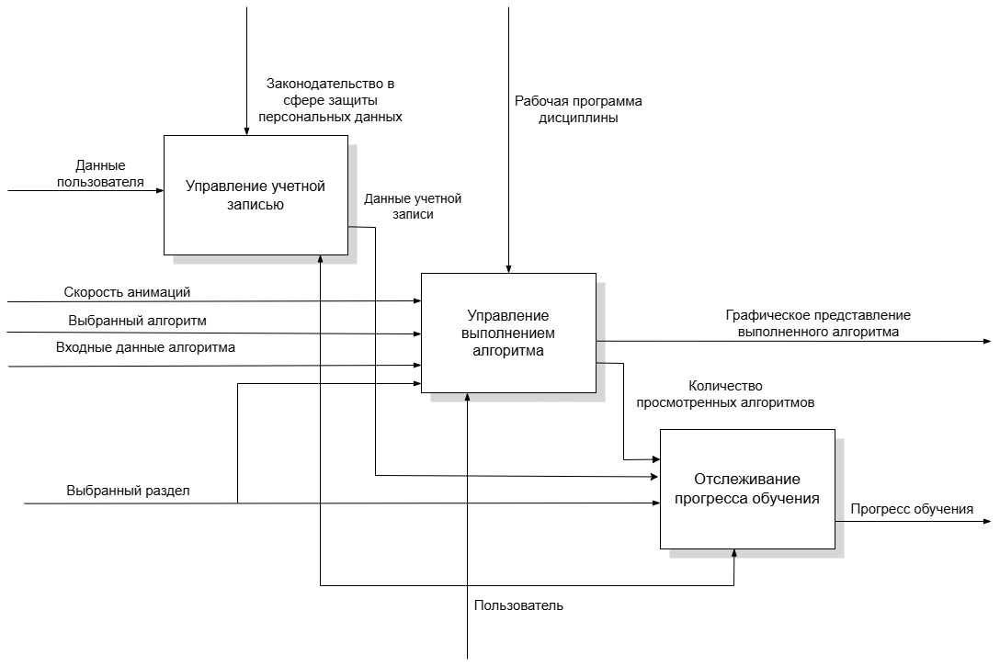 Законодательство в
сфере защиты
персональных данных
Рабочая программа
дисциплины
Данные
пользователя
Управление учетной
записью
Данные учетной
записи
Скорость анимаций
Выбранный алгоритм
Входные данные алгоритма
Управление
выполнением
алгоритма
Графическое представление
выполненного алгоритма
Количество
просмотренных алгоритмов
Выбранный раздел
Отслеживание
прогресса обучения
Прогресс обучения
Пользователь